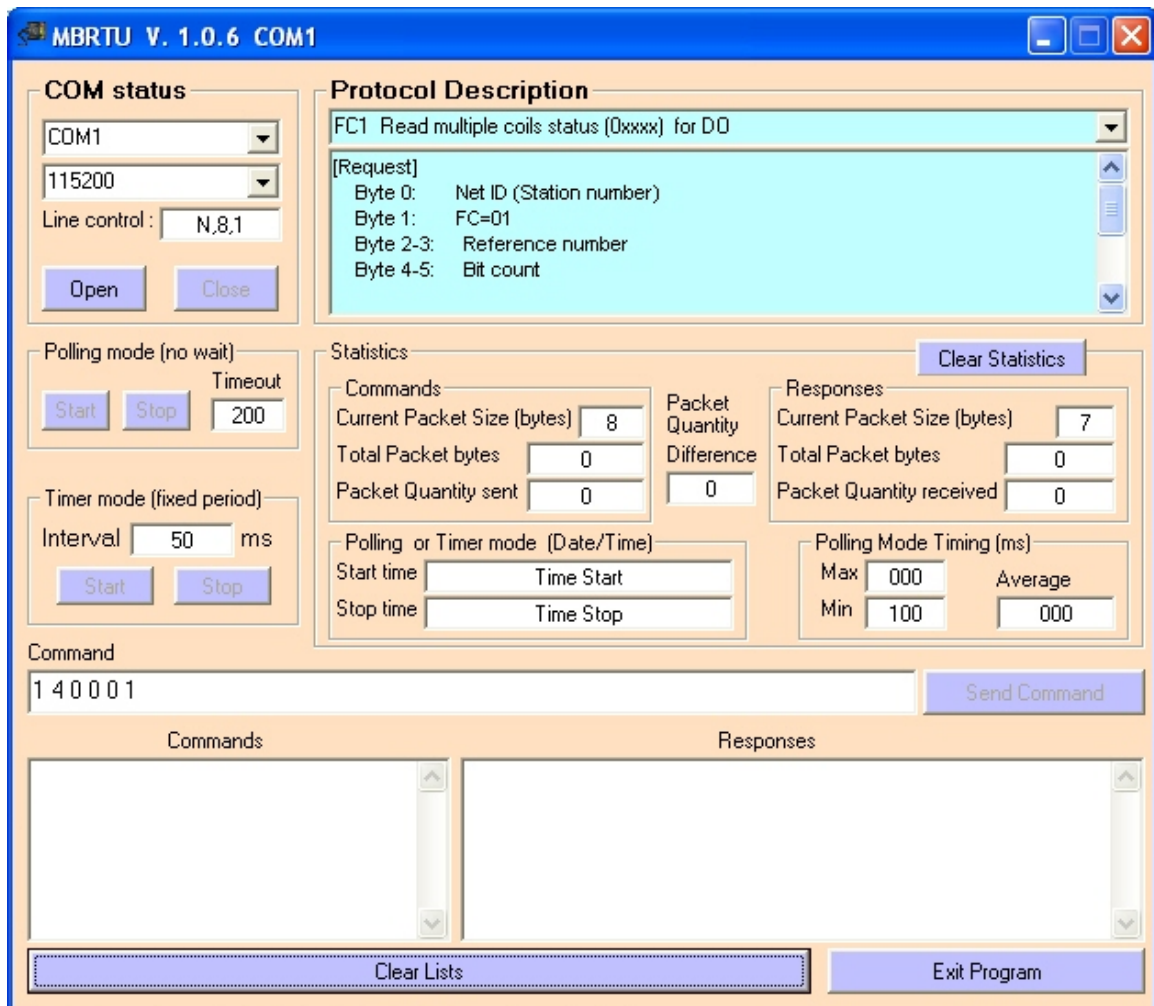 MBRTU V. 1.0.6 COM1
COM status
COM1
115200
Line control : N,8,1
Open Close
Protocol Description
FC1 Read multiple coils status (0xxxx) for DO
[Request]
Byte 0: Net ID (Station number)
Byte 1: FC=01
Byte 2-3: Reference number
Byte 4-5: Bit count
Polling mode (no wait)
Timeout
Start Stop 200
Timer mode (fixed period)
Interval 50 ms
Start Stop
Statistics
Clear Statistics
Commands
Current Packet Size (bytes) 8
Total Packet bytes 0
Packet Quantity sent 0
Packet
Quantity
Difference
0
Responses
Current Packet Size (bytes) 7
Total Packet bytes 0
Packet Quantity received 0
Polling or Timer mode (Date/Time)
Start time Time Start
Stop time Time Stop
Polling Mode Timing (ms)
Max 000
Min 100
Average
000
Command
1 4 0 0 0 1
Send Command
Commands
Responses
Clear Lists
Exit Program